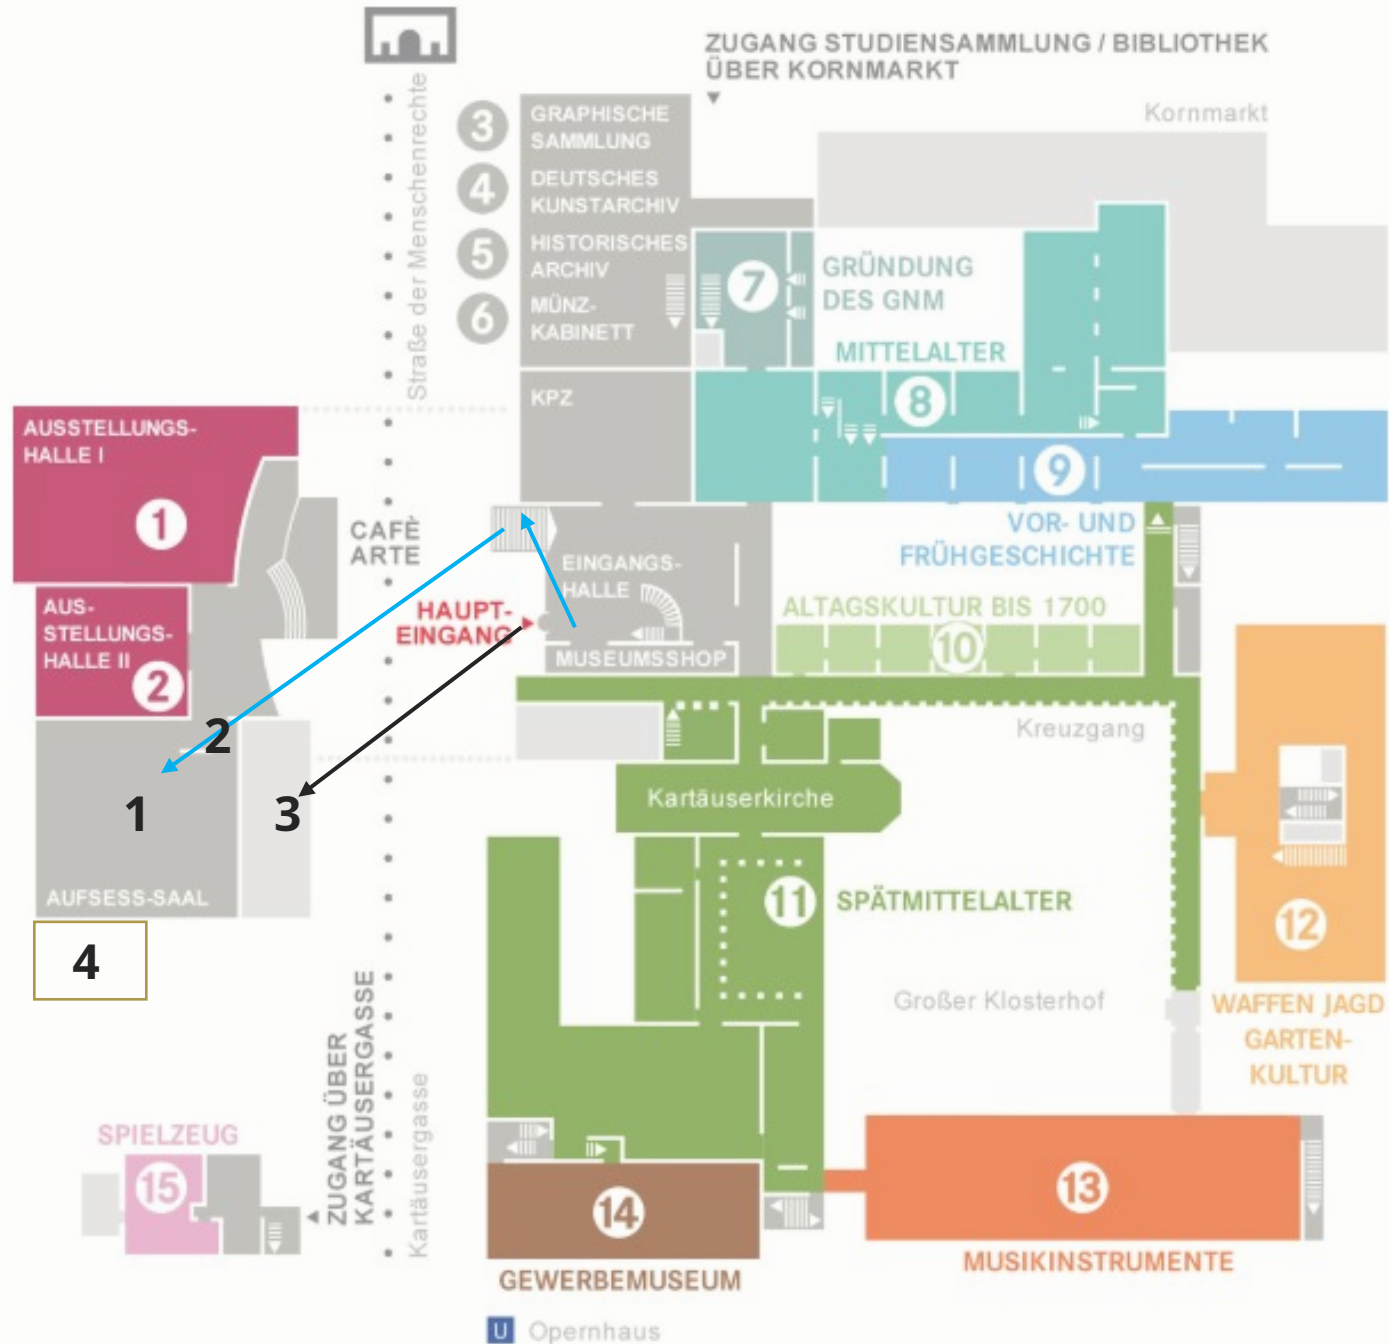 ZUGANG STUDIENSAMMLUNG / BIBLIOTHEK
ÜBER KORNMARKT
Kornmarkt
Straße der Menschenrechte
3
GRAPHISCHE
SAMMLUNG
4
DEUTSCHES
KUNSTARCHIV
5
HISTORISCHES
ARCHIV
6
MÜNZ-
KABINETT
7
GRÜNDUNG
DES GNM
MITTELALTER
8
KPZ
AUSSTELLUNGS-
HALLE I
1
9
VOR- UND
FRÜHGESCHICHTE
CAFÈ
ARTE
EINGANGS-
HALLE
HAUPT-
EINGANG
MUSEUMSSHOP
AUS-
STELLUNGS-
HALLE II
2
ALTAGSKULTUR BIS 1700
10
Kreuzgang
2
1
3
AUFSESS-SAAL
4
Kartäuserkirche
11
SPÄTMITTELALTER
12
Großer Klosterhof
WAFFEN JAGD
GARTEN-
KULTUR
ZUGANG ÜBER
KARTÄUSERGASSE
Kartäusergasse
SPIELZEUG
15
14
GEWERBEMUSEUM
13
MUSIKINSTRUMENTE
U Opernhaus